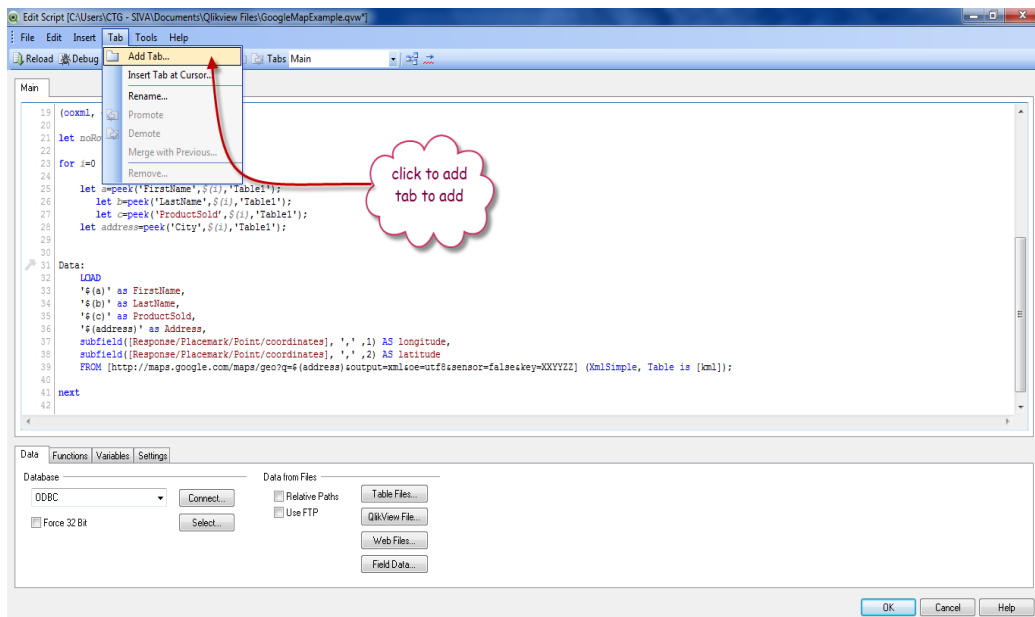 Edit Script [C:\Users\CTG - SIVA\Documents\Qlikview Files\GoogleMapExample.qvw*]
File Edit Insert Tab Tools Help
Reload Debug Tabs Main
Add Tab...
Insert Tab at Cursor...
Rename...
Promote
Demote
Merge with Previous...
Remove...
Main
click to add
tab to add
19 (ooxml,
20
21 let noRo
22
23 for i=0
24
25 let a=peek('FirstName',$(i),'Table1');
26 let b=peek('LastName',$(i),'Table1');
27 let c=peek('ProductSold',$(i),'Table1');
28 let address=peek('City',$(i),'Table1');
29
30
31 Data:
32 LOAD
33 '$(a)' as FirstName,
34 '$(b)' as LastName,
35 '$(c)' as ProductSold,
36 '$(address)' as Address,
37 subfield([Response/Placemark/Point/coordinates], ',' ,1) AS longitude,
38 subfield([Response/Placemark/Point/coordinates], ',' ,2) AS latitude
39 FROM [http://maps.google.com/maps/geo?q=$(address)&output=xml&oe=utf8&sensor=false&key=XXYYZZ] (XmlSimple, Table is [kml]);
40
41 next
42
Data Functions Variables Settings
Database
Data from Files
ODBC
Connect...
Relative Paths
Table Files...
Force 32 Bit
Select...
Use FTP
QlikView File...
Web Files...
Field Data...
OK Cancel Help